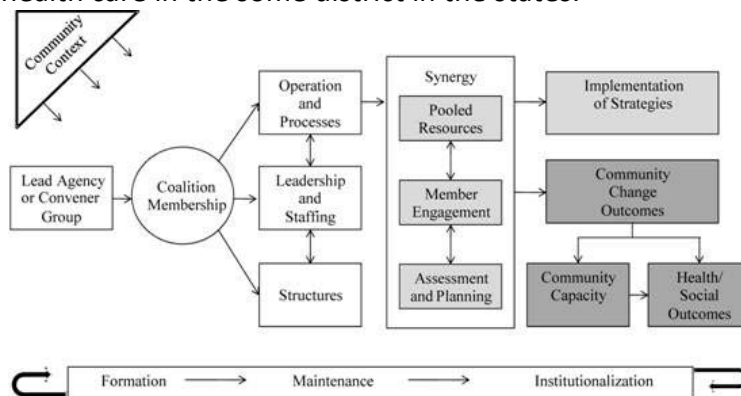 health care in the some district in the states.
Community
Context
Operation
and
Processes
Synergy
Pooled
Resources
Implementation
of Strategies
Lead Agency
or Convener
Group
Coalition
Membership
Leadership
and
Staffing
Member
Engagement
Community
Change
Outcomes
Structures
Assessment
and Planning
Community
Capacity
Health/
Social
Outcomes
Formation
Maintenance
Institutionalization